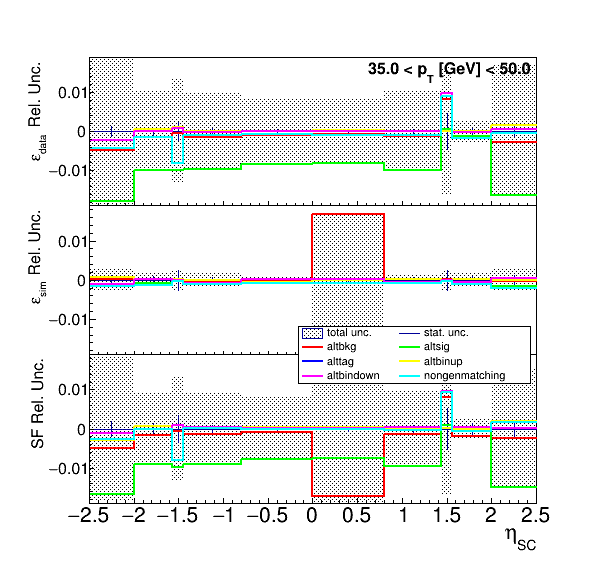 35.0 < p_T [GeV] < 50.0
ε_data Rel. Unc.
0.01
0
−0.01
ε_sim Rel. Unc.
0.01
0
−0.01
total unc. stat. unc.
altbkg altsig
alttag altbinup
altbindown nongenmatching
SF Rel. Unc.
0.01
0
−0.01
−2.5 −2 −1.5 −1 −0.5 0 0.5 1 1.5 2 2.5
η_SC